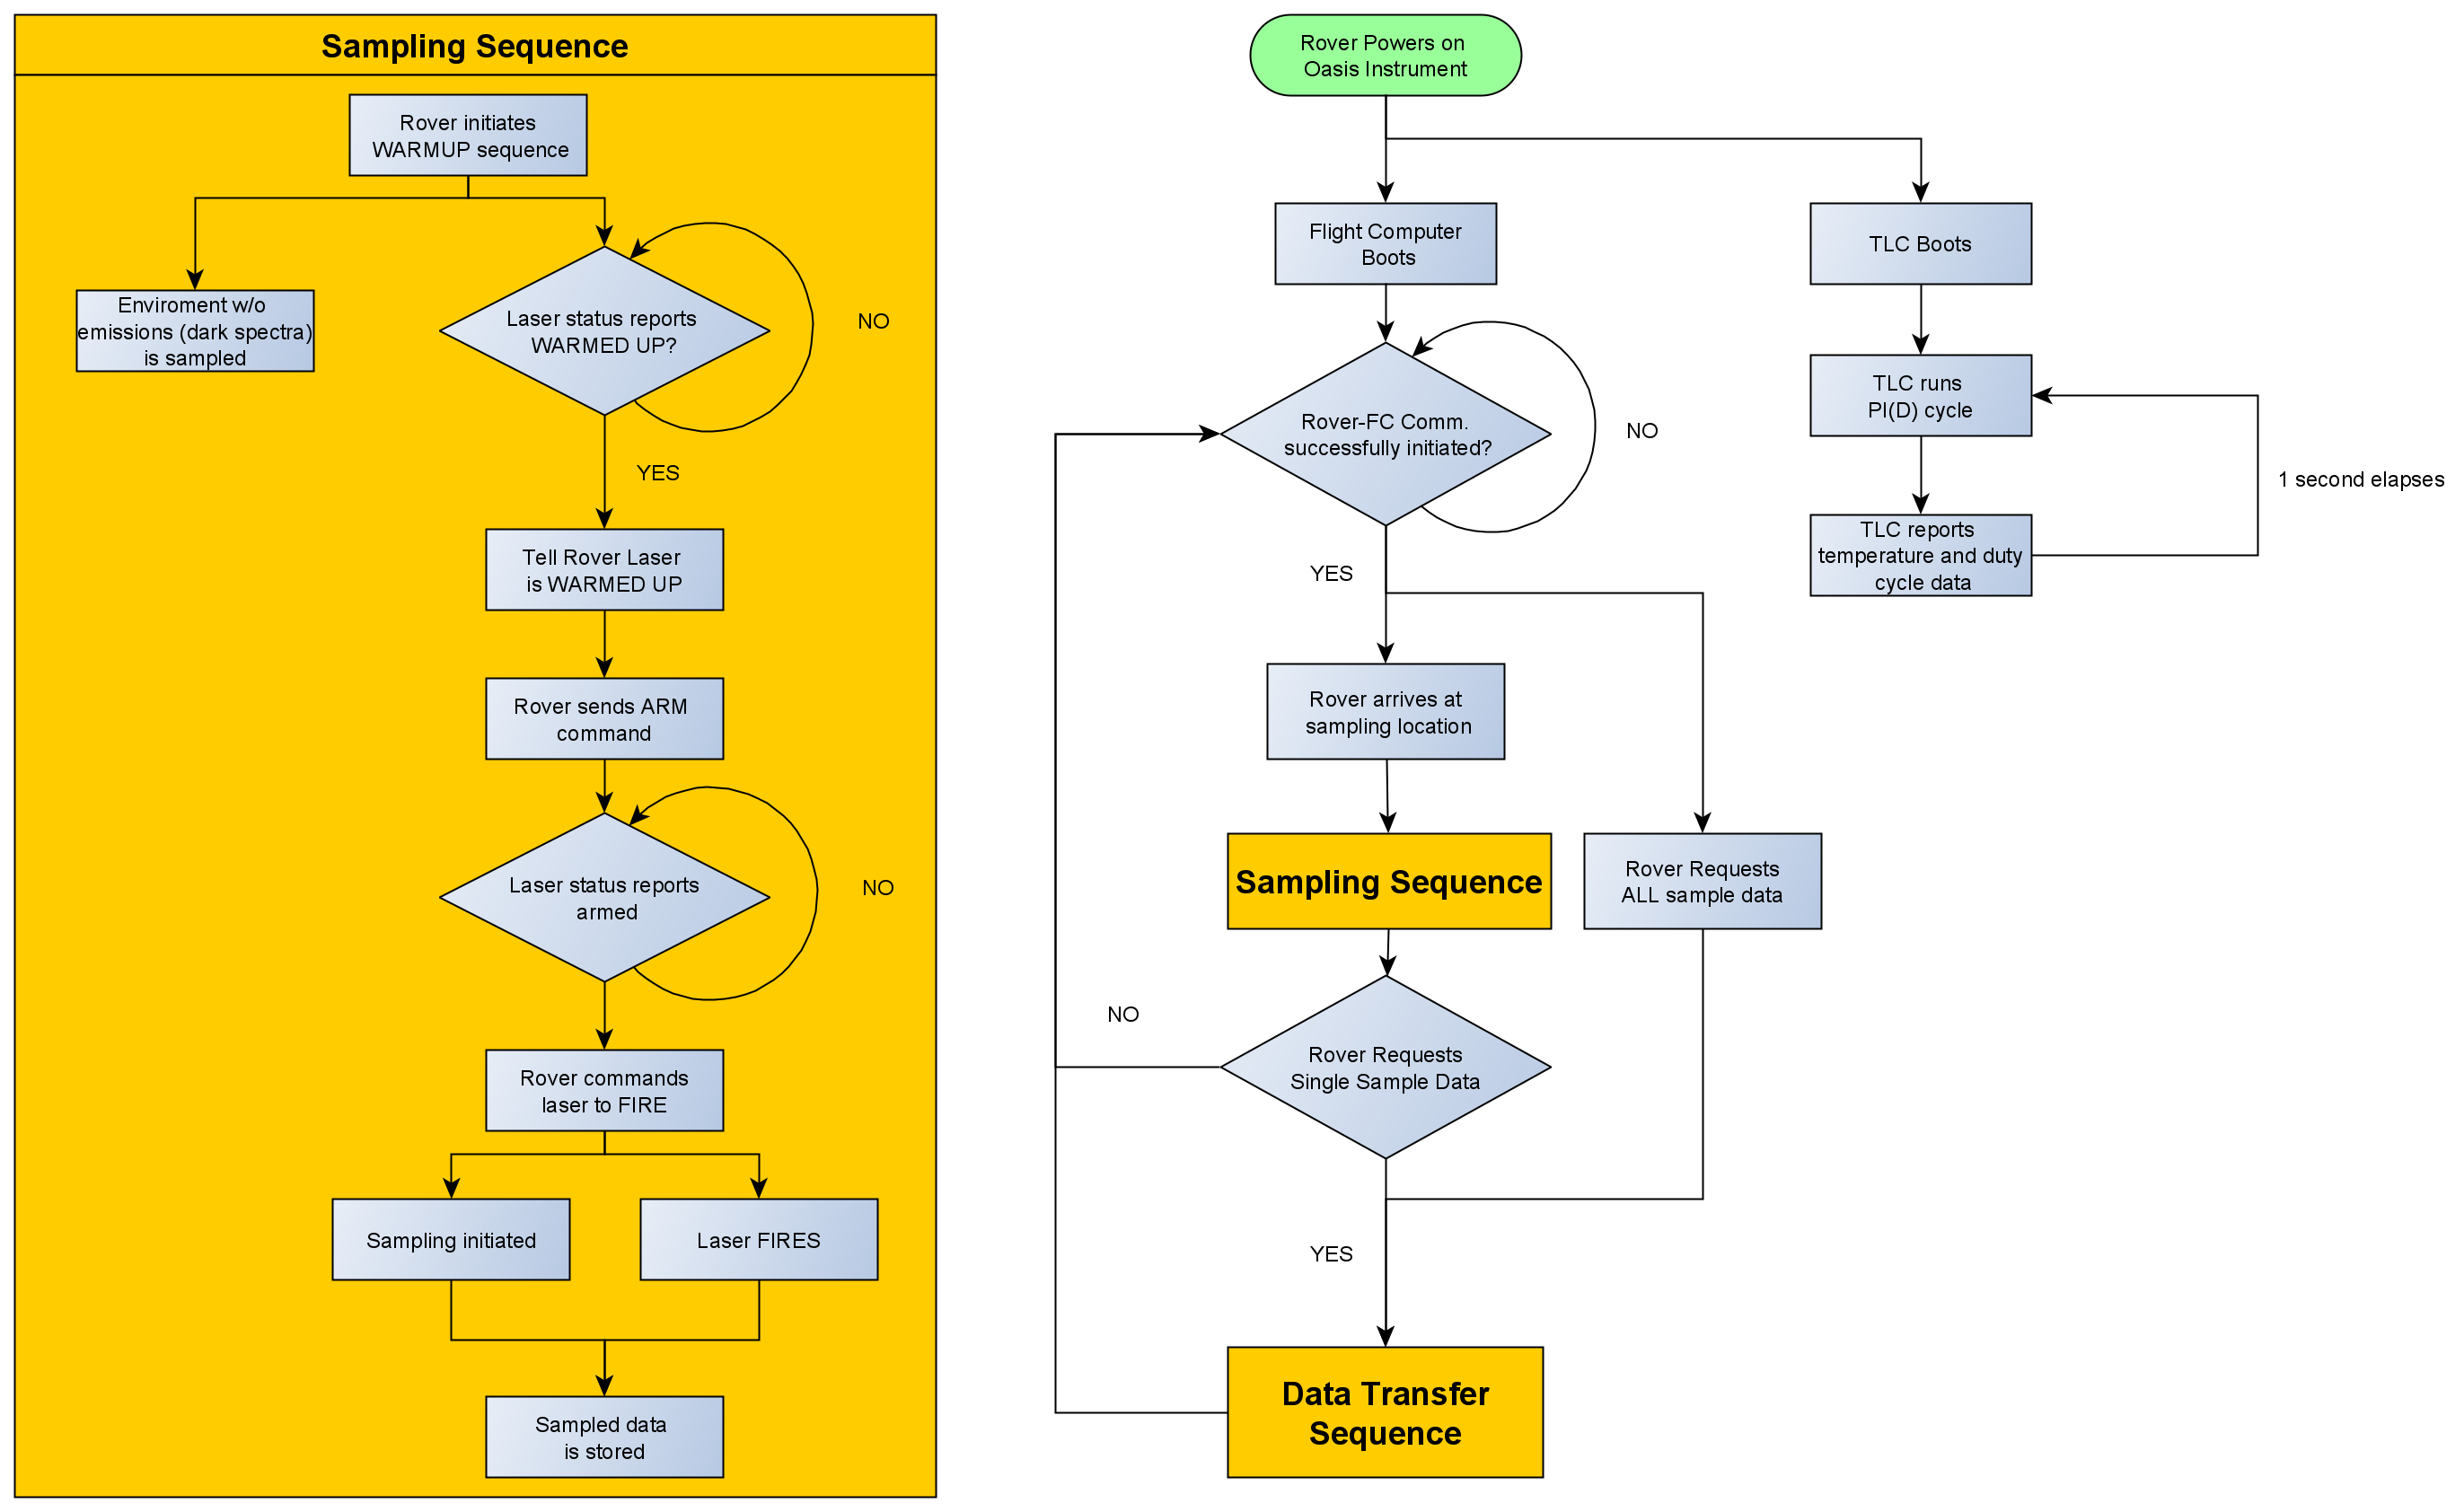 Sampling Sequence
Rover initiates
WARMUP sequence
Enviroment w/o
emissions (dark spectra)
is sampled
Laser status reports
WARMED UP?
NO
YES
Tell Rover Laser
is WARMED UP
Rover sends ARM
command
Laser status reports
armed
NO
Rover commands
laser to FIRE
Sampling initiated
Laser FIRES
Sampled data
is stored
Rover Powers on
Oasis Instrument
Flight Computer
Boots
Rover-FC Comm.
successfully initiated?
NO
YES
Rover arrives at
sampling location
Sampling Sequence
Rover Requests
ALL sample data
Rover Requests
Single Sample Data
NO
YES
Data Transfer
Sequence
TLC Boots
TLC runs
PI(D) cycle
TLC reports
temperature and duty
cycle data
1 second elapses